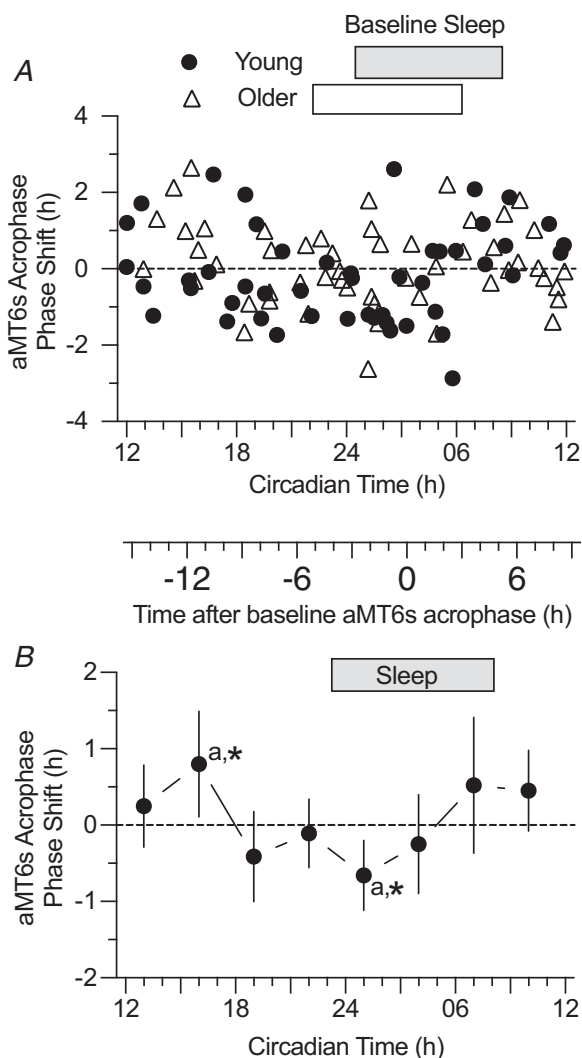 Baseline Sleep
A
Young
Older
4
2
0
-2
-4
aMT6s Acrophase
Phase Shift (h)
12 18 24 06 12
Circadian Time (h)
-12 -6 0 6
Time after baseline aMT6s acrophase (h)
B
Sleep
2
1
0
-1
-2
aMT6s Acrophase
Phase Shift (h)
a,*
a,*
12 18 24 06 12
Circadian Time (h)